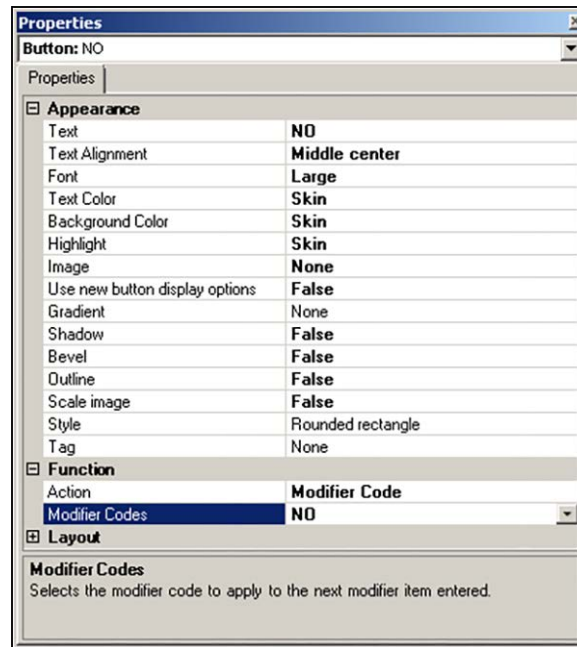 Properties
Button: NO
Properties
Appearance
Text NO
Text Alignment Middle center
Font Large
Text Color Skin
Background Color Skin
Highlight Skin
Image None
Use new button display options False
Gradient None
Shadow False
Bevel False
Outline False
Scale image False
Style Rounded rectangle
Tag None
Function
Action Modifier Code
Modifier Codes NO
Layout
Modifier Codes
Selects the modifier code to apply to the next modifier item entered.